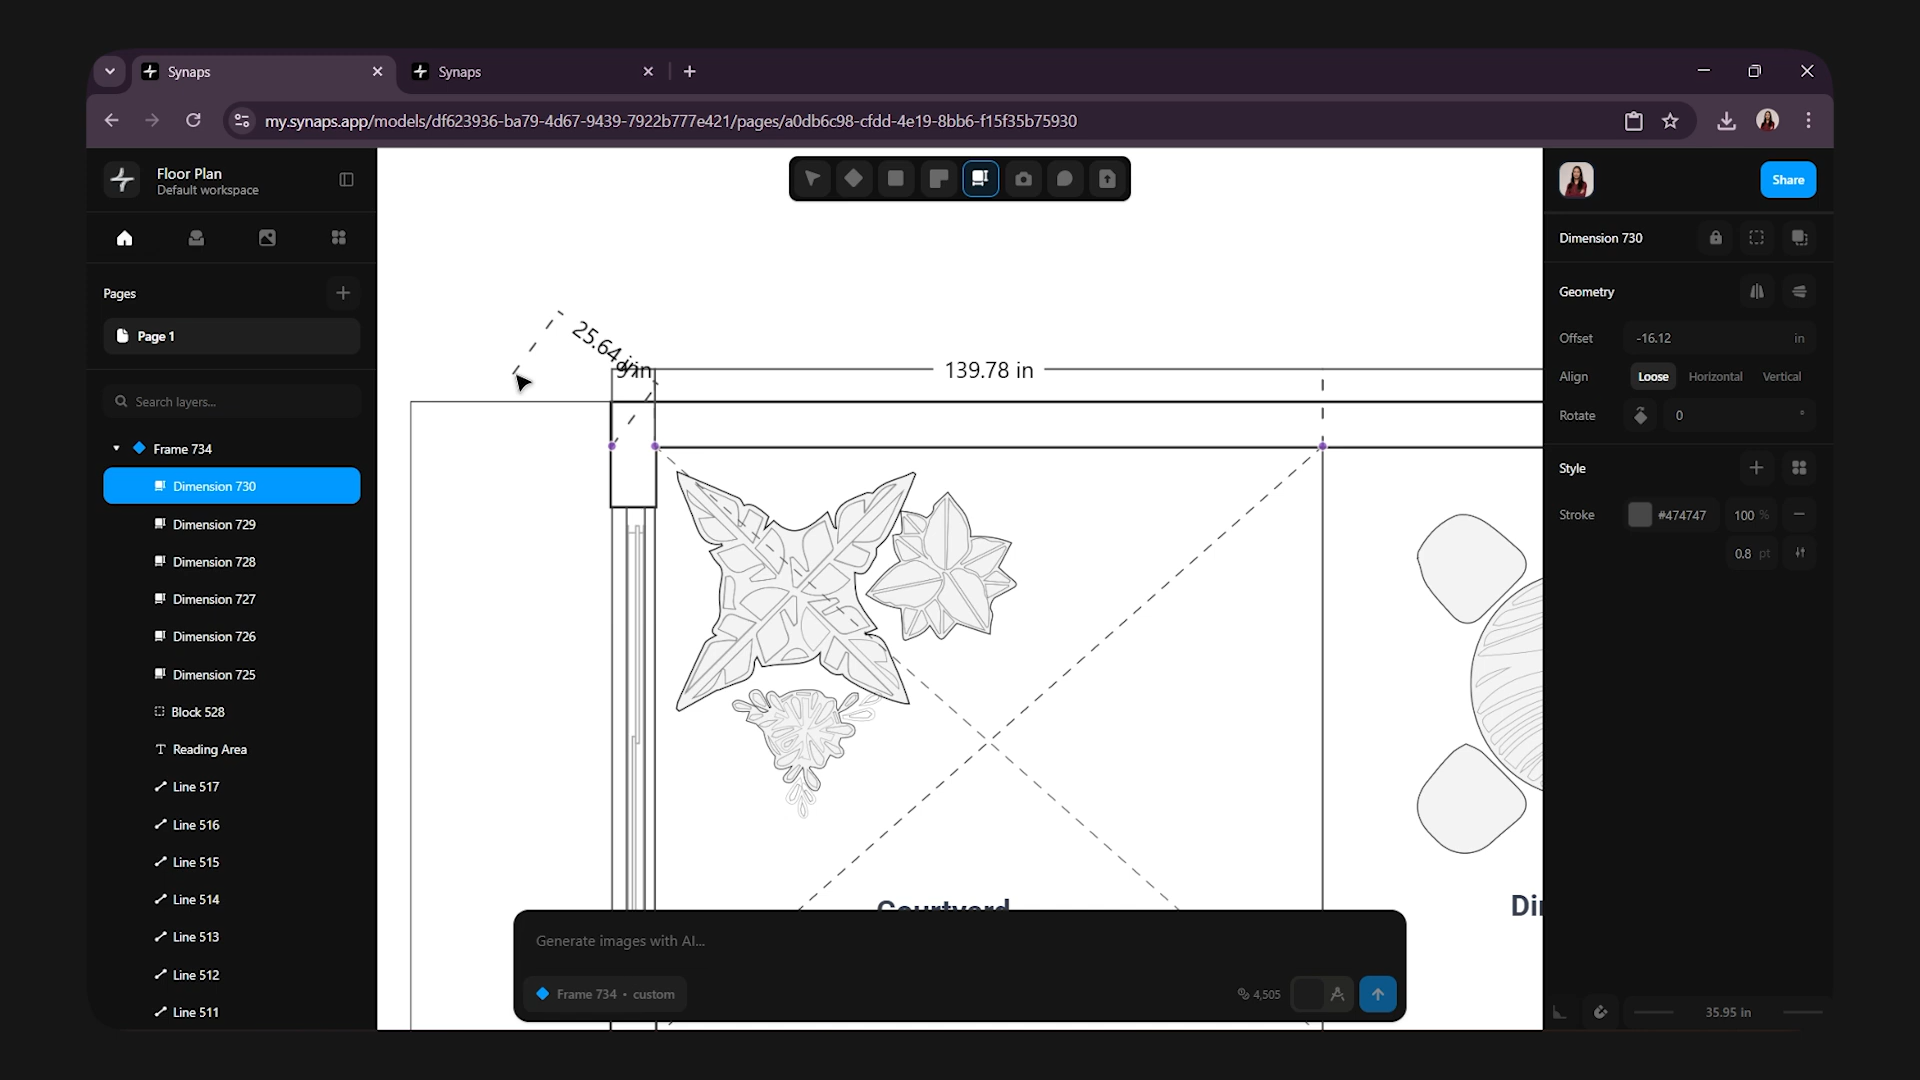 Synaps
Synaps
my.synaps.app/models/df623936-ba79-4d67-9439-7922b777e421/pages/a0db6c98-cfdd-4e19-8bb6-f15f35b75930
Floor Plan
Default workspace
Pages
Page 1
Search layers...
Frame 734
Dimension 730
Dimension 729
Dimension 728
Dimension 727
Dimension 726
Dimension 725
Block 528
Reading Area
Line 517
Line 516
Line 515
Line 514
Line 513
Line 512
Line 511
25.64 in
9 in
139.78 in
Courtyard
Din
Generate images with AI...
Frame 734 • custom
4,505
Share
Dimension 730
Geometry
Offset -16.12 in
Align Loose Horizontal Vertical
Rotate 0 °
Style
Stroke #474747 100 %
0.8 pt
35.95 in